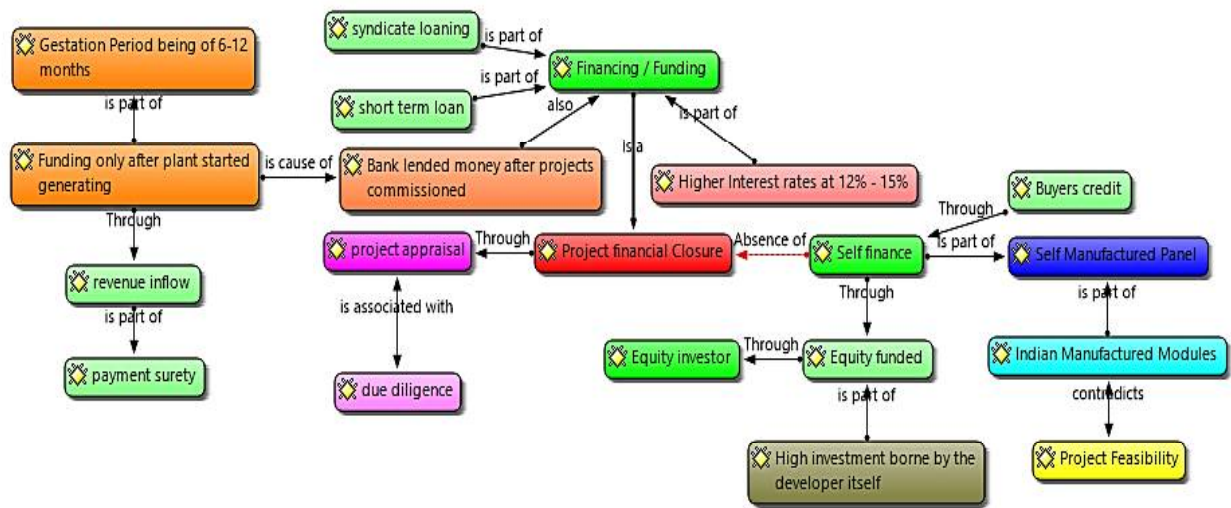 syndicate loaning
is part of
Gestation Period being of 6-12
months
Financing / Funding
is part of
short term loan
also
is part of
is part of
is a
Funding only after plant started
generating
is cause of
Bank lended money after projects
commissioned
Higher Interest rates at 12% - 15%
Buyers credit
Through
Through
project appraisal
Through
Project financial Closure
Absence of
Self finance
is part of
Self Manufactured Panel
revenue inflow
is part of
is associated with
Through
is part of
payment surety
due diligence
Equity investor
Through
Equity funded
Indian Manufactured Modules
is part of
contradicts
High investment borne by the
developer itself
Project Feasibility